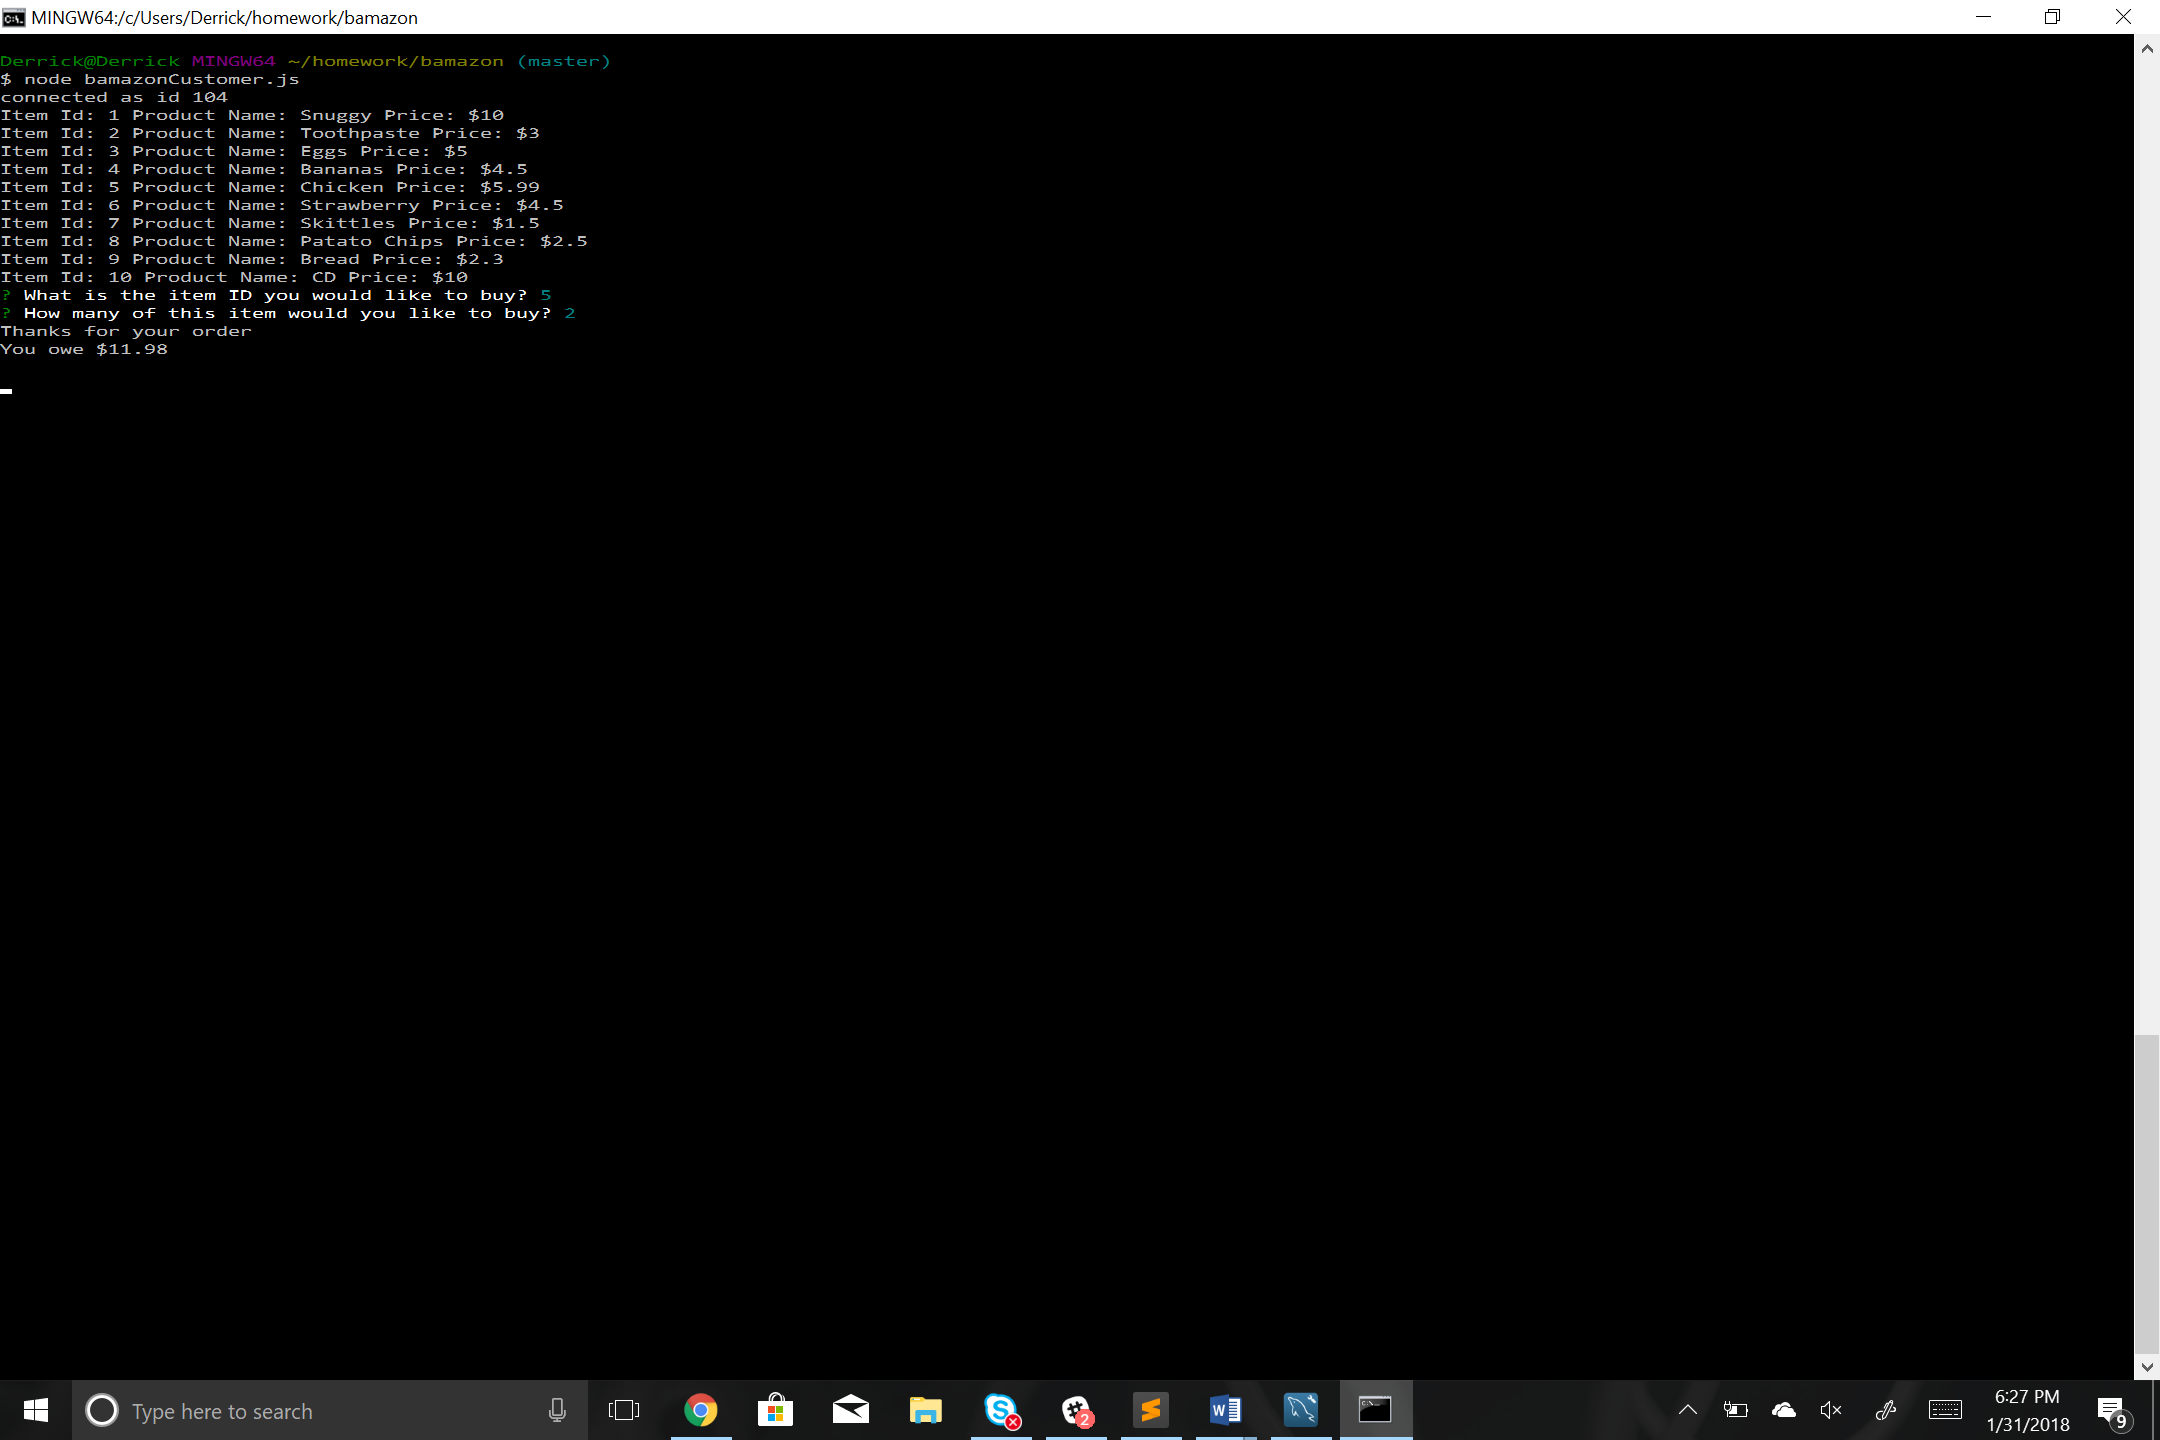 MINGW64:/c/Users/Derrick/homework/bamazon
Derrick@Derrick MINGW64 ~/homework/bamazon (master)
$ node bamazonCustomer.js
connected as id 104
Item Id: 1 Product Name: Snuggy Price: $10
Item Id: 2 Product Name: Toothpaste Price: $3
Item Id: 3 Product Name: Eggs Price: $5
Item Id: 4 Product Name: Bananas Price: $4.5
Item Id: 5 Product Name: Chicken Price: $5.99
Item Id: 6 Product Name: Strawberry Price: $4.5
Item Id: 7 Product Name: Skittles Price: $1.5
Item Id: 8 Product Name: Patato Chips Price: $2.5
Item Id: 9 Product Name: Bread Price: $2.3
Item Id: 10 Product Name: CD Price: $10
? What is the item ID you would like to buy? 5
? How many of this item would you like to buy? 2
Thanks for your order
You owe $11.98
Type here to search
2
6:27 PM
1/31/2018
9